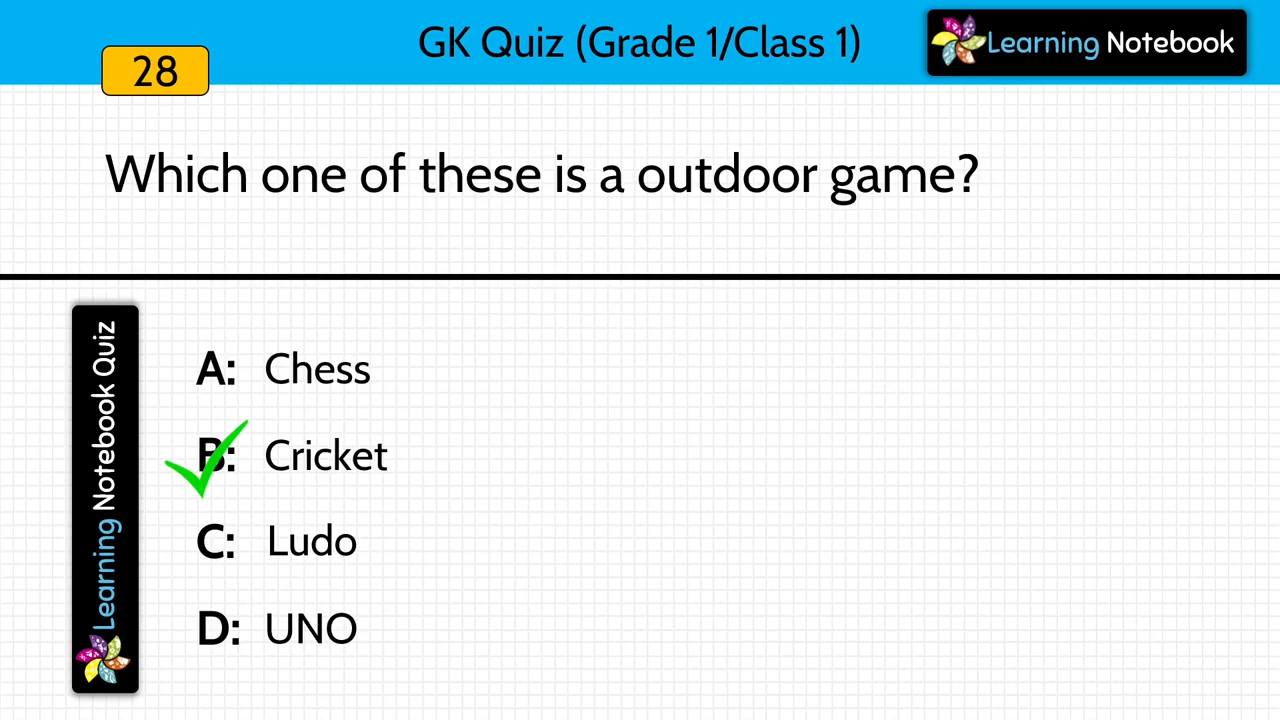 GK Quiz (Grade 1/Class 1)
Learning Notebook
28
Which one of these is a outdoor game?
Learning Notebook Quiz
A: Chess
B: Cricket
C: Ludo
D: UNO